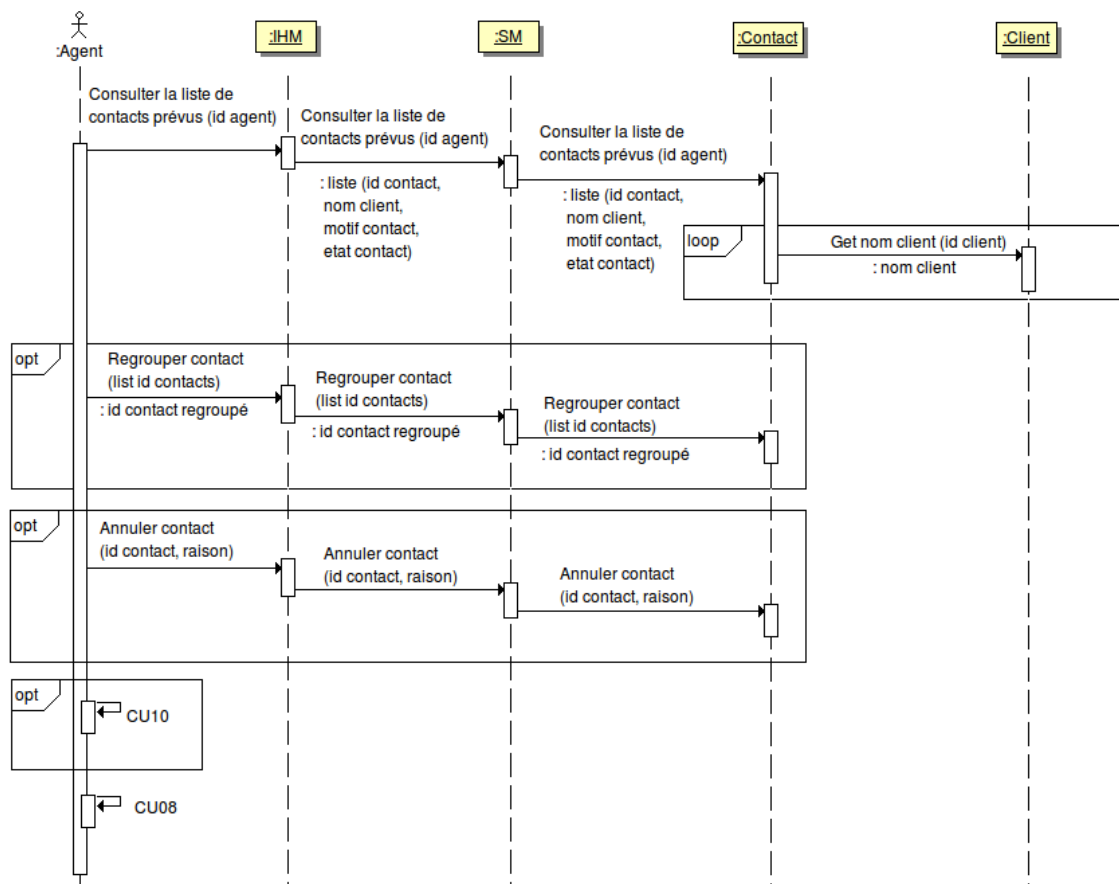 :Agent
:IHM
:SM
:Contact
:Client
Consulter la liste de
contacts prévus (id agent)
Consulter la liste de
contacts prévus (id agent)
Consulter la liste de
contacts prévus (id agent)
: liste (id contact,
nom client,
motif contact,
etat contact)
: liste (id contact,
nom client,
motif contact,
etat contact)
loop
Get nom client (id client)
: nom client
opt
Regrouper contact
(list id contacts)
: id contact regroupé
Regrouper contact
(list id contacts)
: id contact regroupé
Regrouper contact
(list id contacts)
: id contact regroupé
opt
Annuler contact
(id contact, raison)
Annuler contact
(id contact, raison)
Annuler contact
(id contact, raison)
opt
CU10
CU08